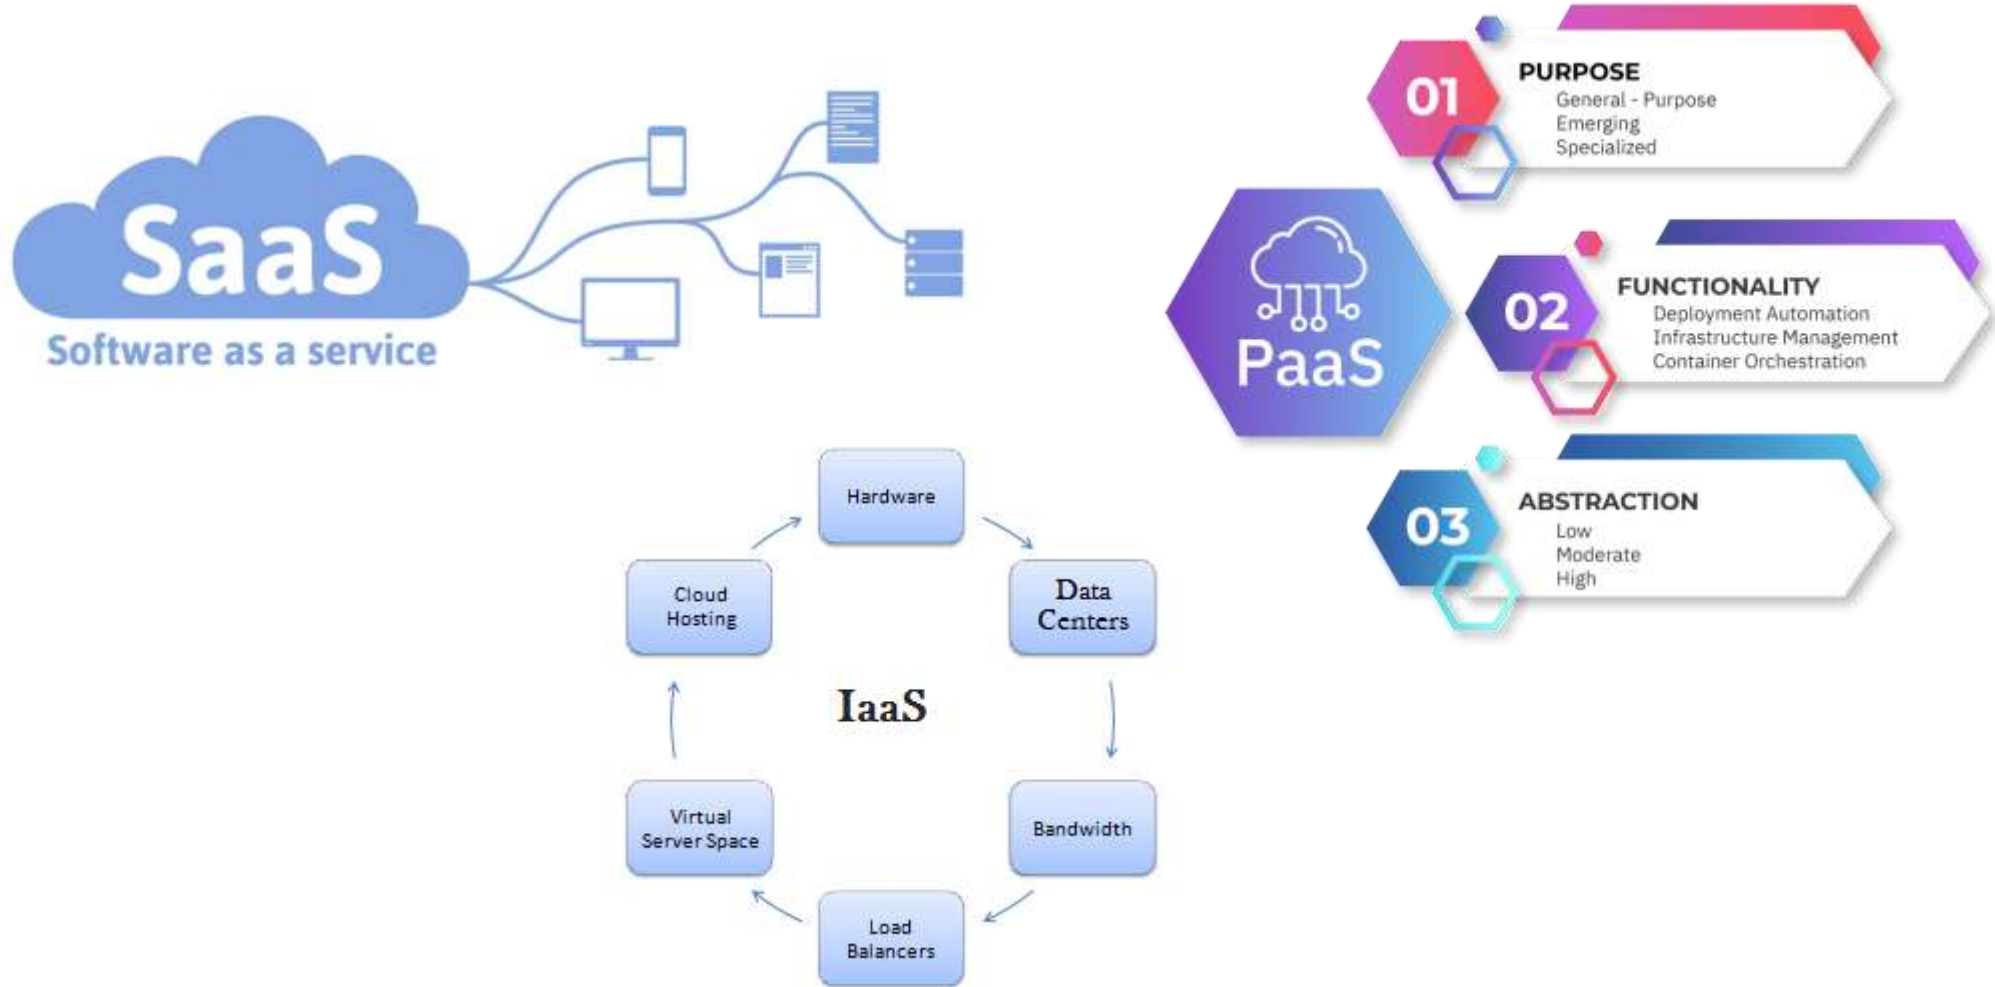 SaaS
Software as a service
PaaS
01
PURPOSE
General - Purpose
Emerging
Specialized
02
FUNCTIONALITY
Deployment Automation
Infrastructure Management
Container Orchestration
03
ABSTRACTION
Low
Moderate
High
IaaS
Hardware
Data
Centers
Bandwidth
Load
Balancers
Virtual
Server Space
Cloud
Hosting